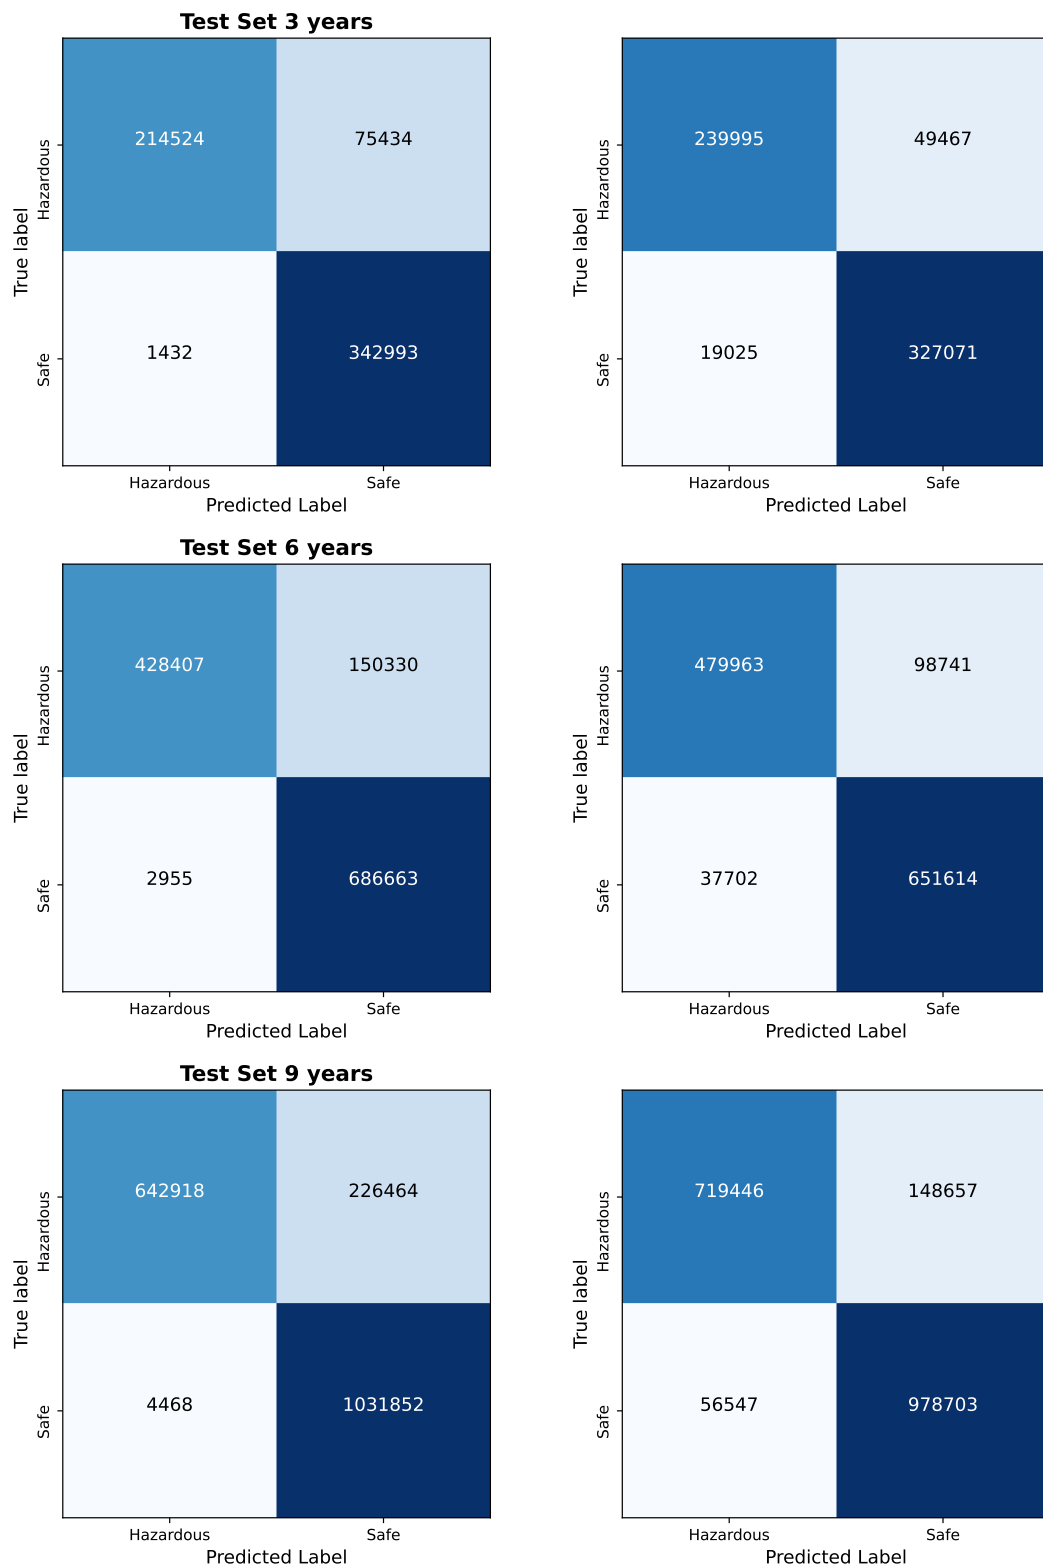 Test Set 3 years
True label
Hazardous
214524 75434
Safe
1432 342993
Hazardous Safe
Predicted Label
True label
Hazardous
239995 49467
Safe
19025 327071
Hazardous Safe
Predicted Label
Test Set 6 years
True label
Hazardous
428407 150330
Safe
2955 686663
Hazardous Safe
Predicted Label
True label
Hazardous
479963 98741
Safe
37702 651614
Hazardous Safe
Predicted Label
Test Set 9 years
True label
Hazardous
642918 226464
Safe
4468 1031852
Hazardous Safe
Predicted Label
True label
Hazardous
719446 148657
Safe
56547 978703
Hazardous Safe
Predicted Label